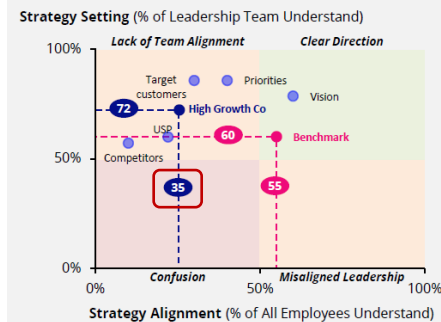 Strategy Setting (% of Leadership Team Understand)
100%
Lack of Team Alignment
Clear Direction
Target
customers
Priorities
Vision
72
High Growth Co
USP
60
Benchmark
50%
Competitors
35
55
0%
Confusion
Misaligned Leadership
0%
50%
100%
Strategy Alignment (% of All Employees Understand)